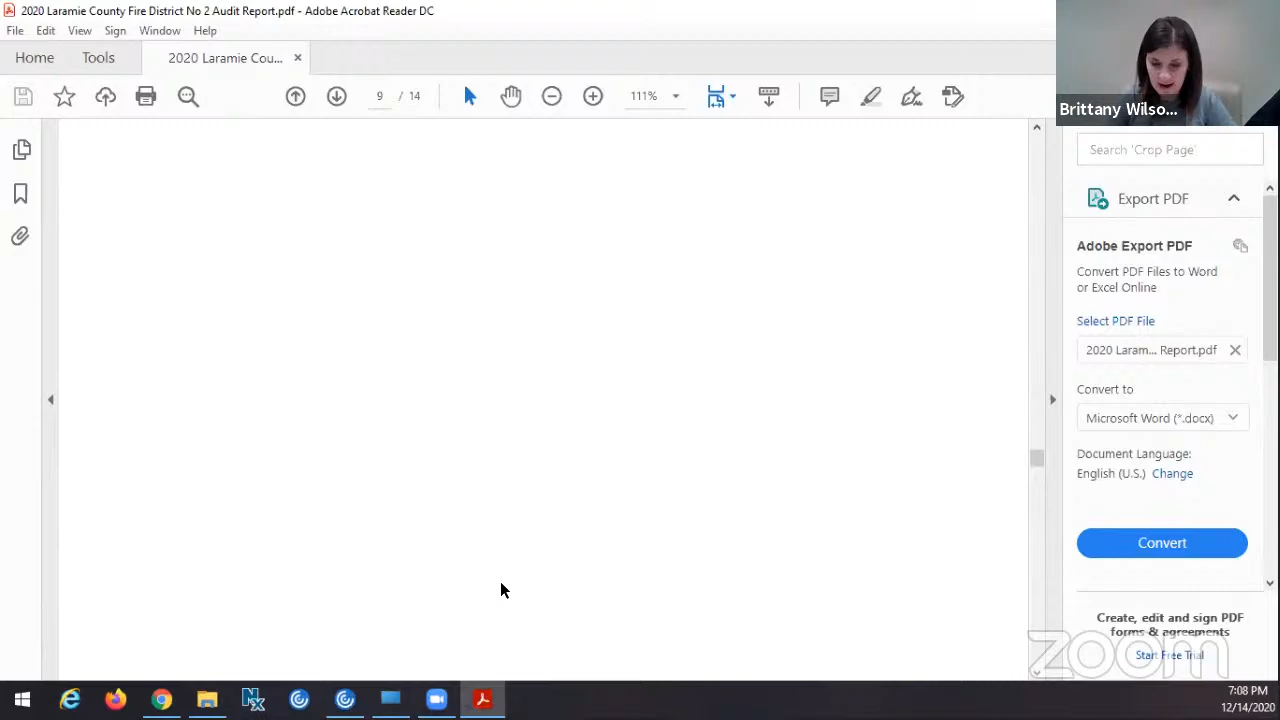 2020 Laramie County Fire District No 2 Audit Report.pdf - Adobe Acrobat Reader DC
File Edit View Sign Window Help
Home Tools 2020 Laramie Cou...
9 / 14 111%
Brittany Wilso...
Search 'Crop Page'
Export PDF
Adobe Export PDF
Convert PDF Files to Word
or Excel Online
Select PDF File
2020 Laram... Report.pdf
Convert to
Microsoft Word (*.docx)
Document Language:
English (U.S.) Change
Convert
Create, edit and sign PDF
forms & agreements
Start Free Trial
zoom
7:08 PM
12/14/2020